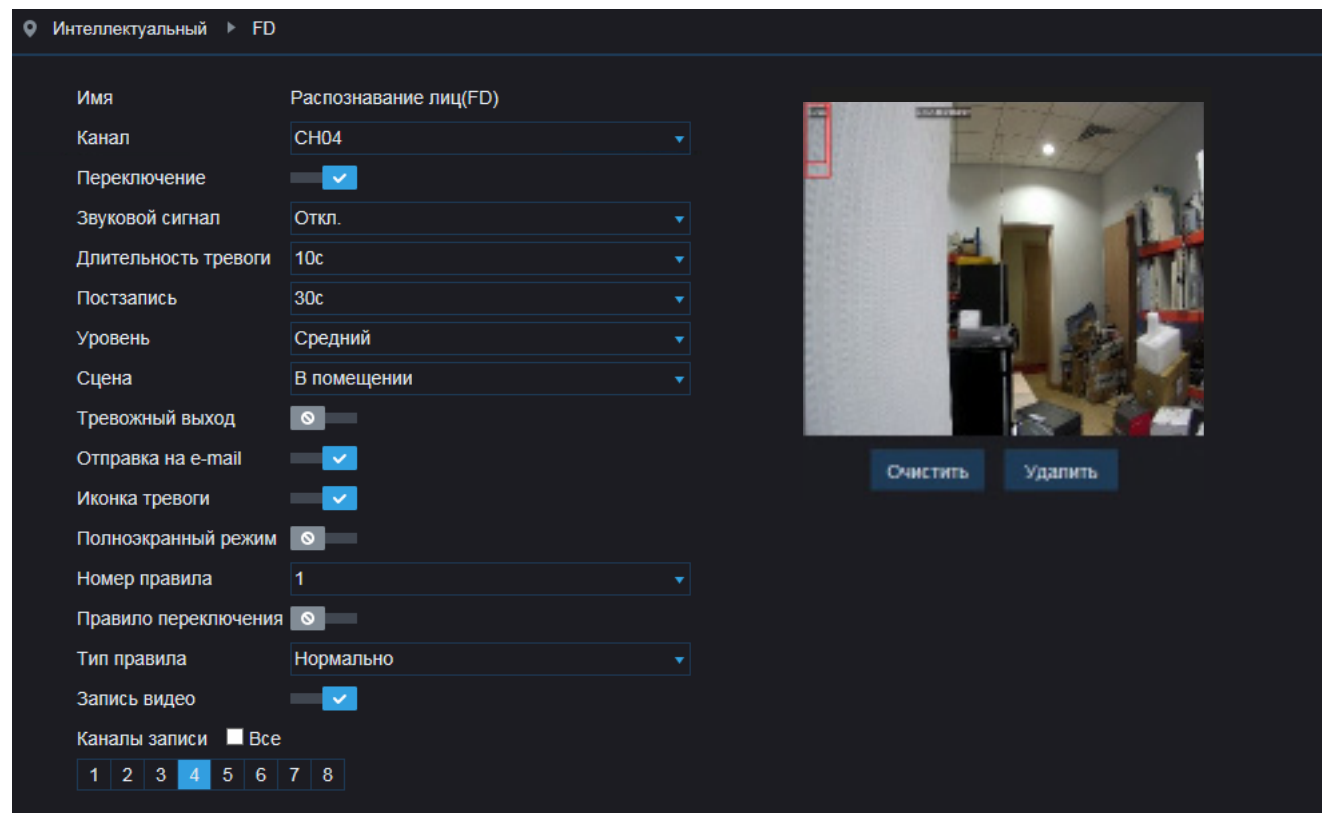 Интеллектуальный FD
Имя Распознавание лиц(FD)
Канал CH04
Переключение
Звуковой сигнал Откл.
Длительность тревоги 10с
Постзапись 30с
Уровень Средний
Сцена В помещении
Тревожный выход
Отправка на e-mail
Иконка тревоги
Полноэкранный режим
Номер правила 1
Правило переключения
Тип правила Нормально
Запись видео
Каналы записи Все
1 2 3 4 5 6 7 8
Очистить Удалить